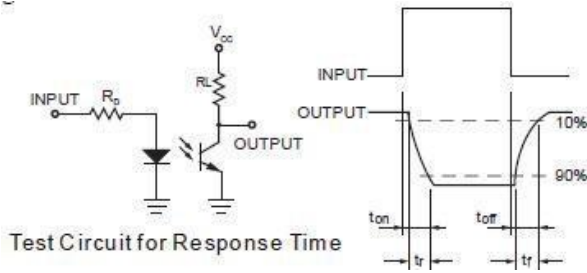 Vcc
RL
INPUT
RD
OUTPUT
Test Circuit for Response Time
INPUT
OUTPUT
10%
90%
ton
toff
tr
tf